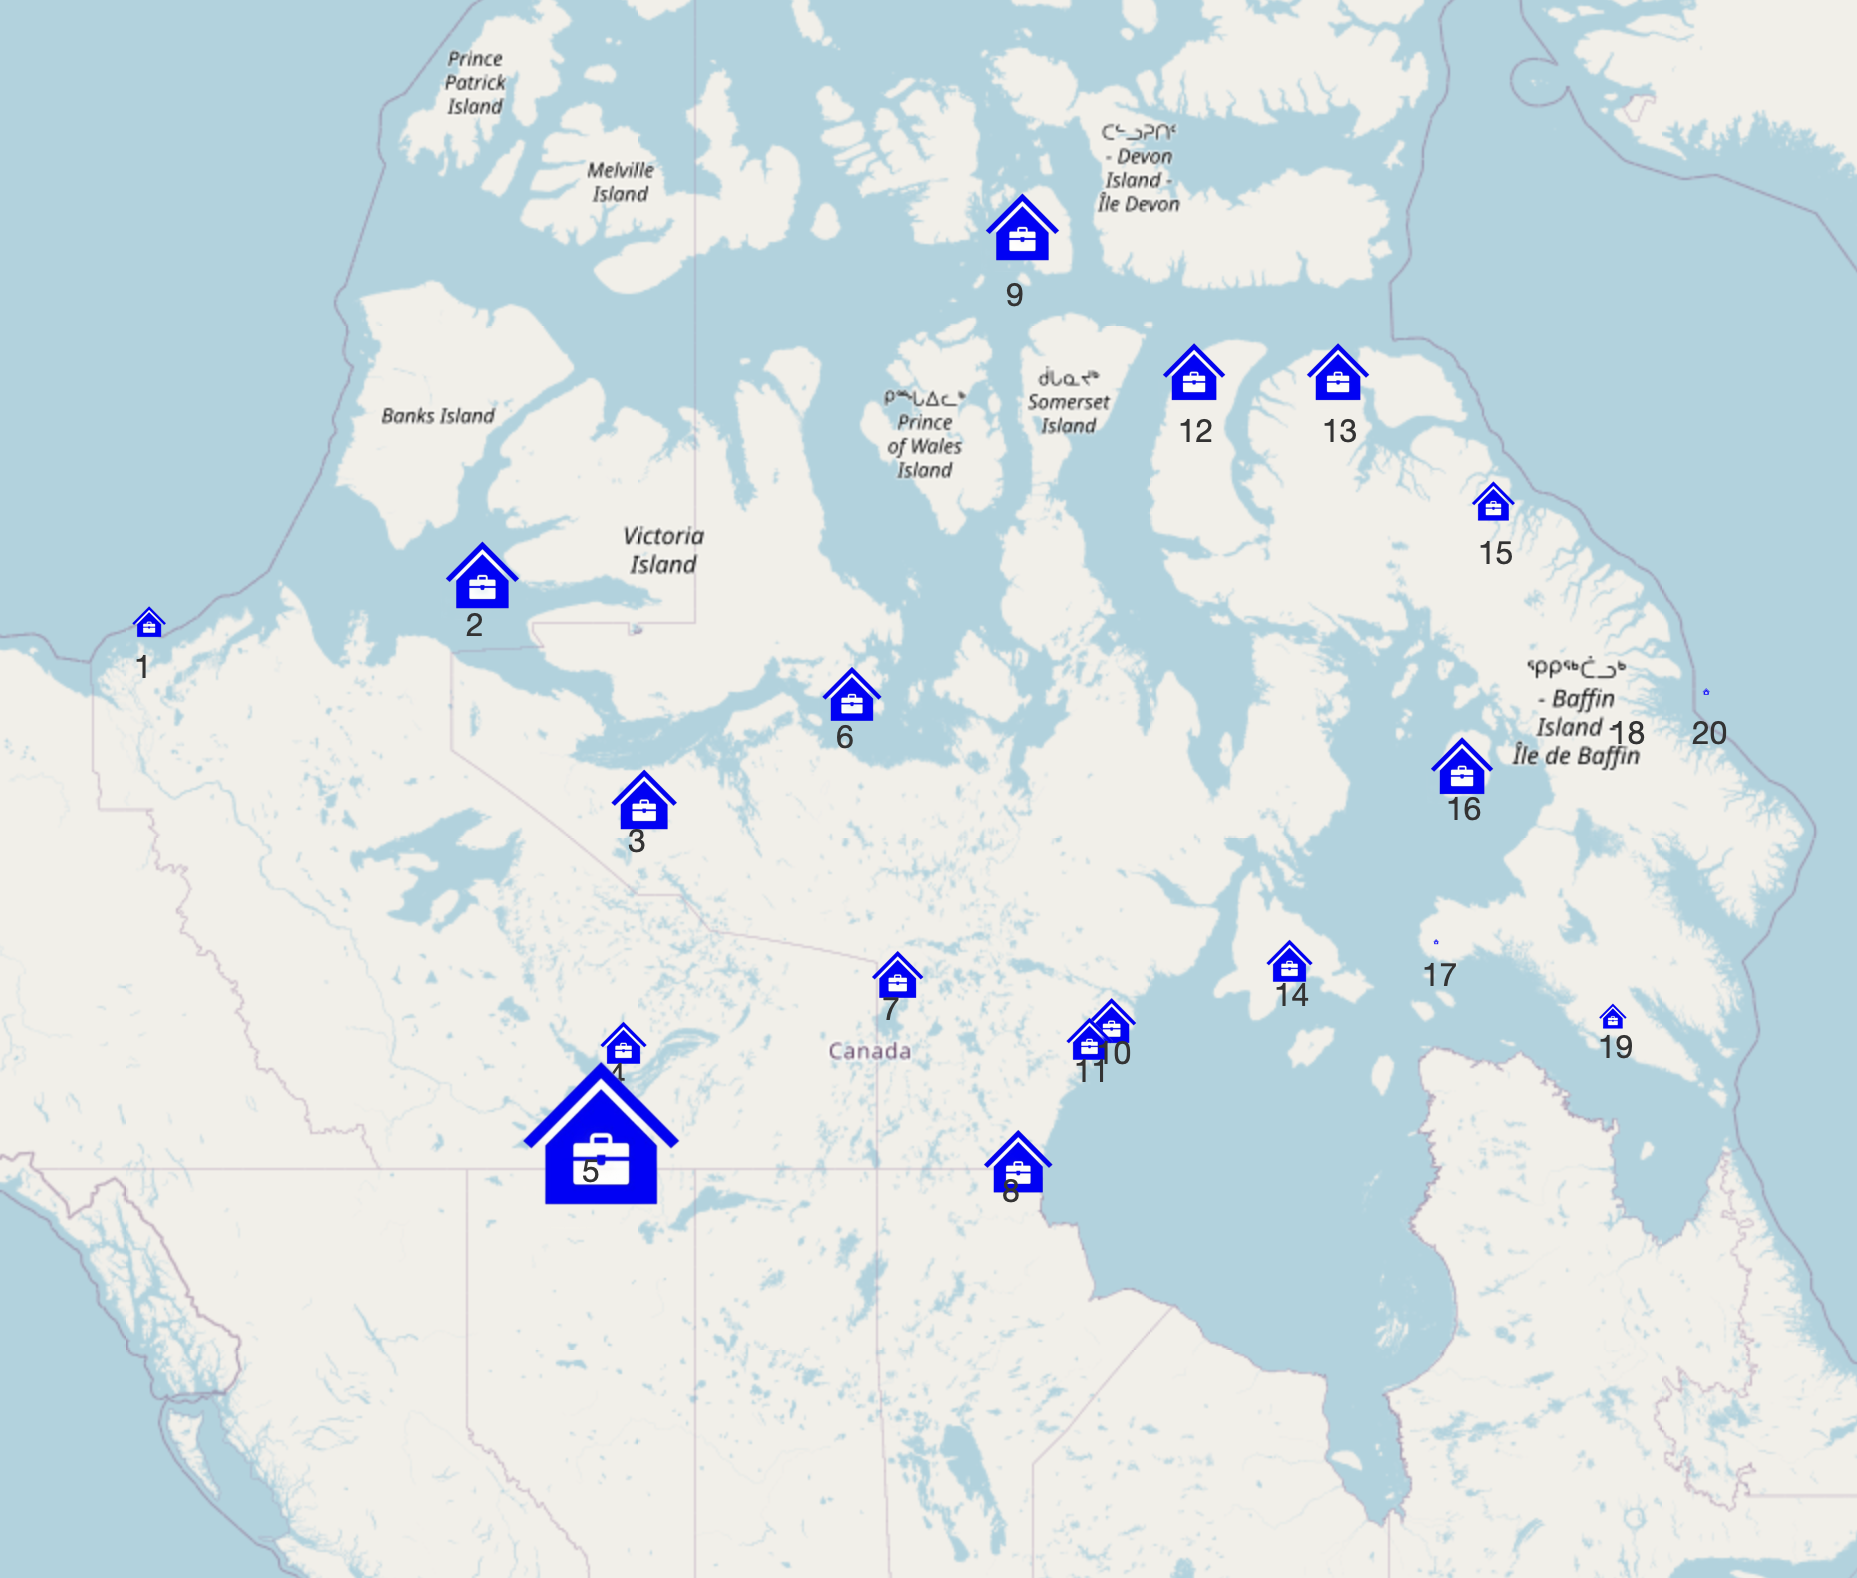 Prince
Patrick
Island
Melville
Island
ᑕᓪᓗᕈᑎᑦ
- Devon
Island -
Île Devon
9
Banks Island
ᑭᙵᐃᓚᒃ
Prince
of Wales
Island
ᑰᒐᓇᔪᒃ
Somerset
Island
12
13
15
Victoria
Island
2
1
6
ᕿᑭᖅᑖᓗᒃ
- Baffin
Island -
Île de Baffin
18
20
16
3
17
14
7
Canada
10
11
19
4
5
8